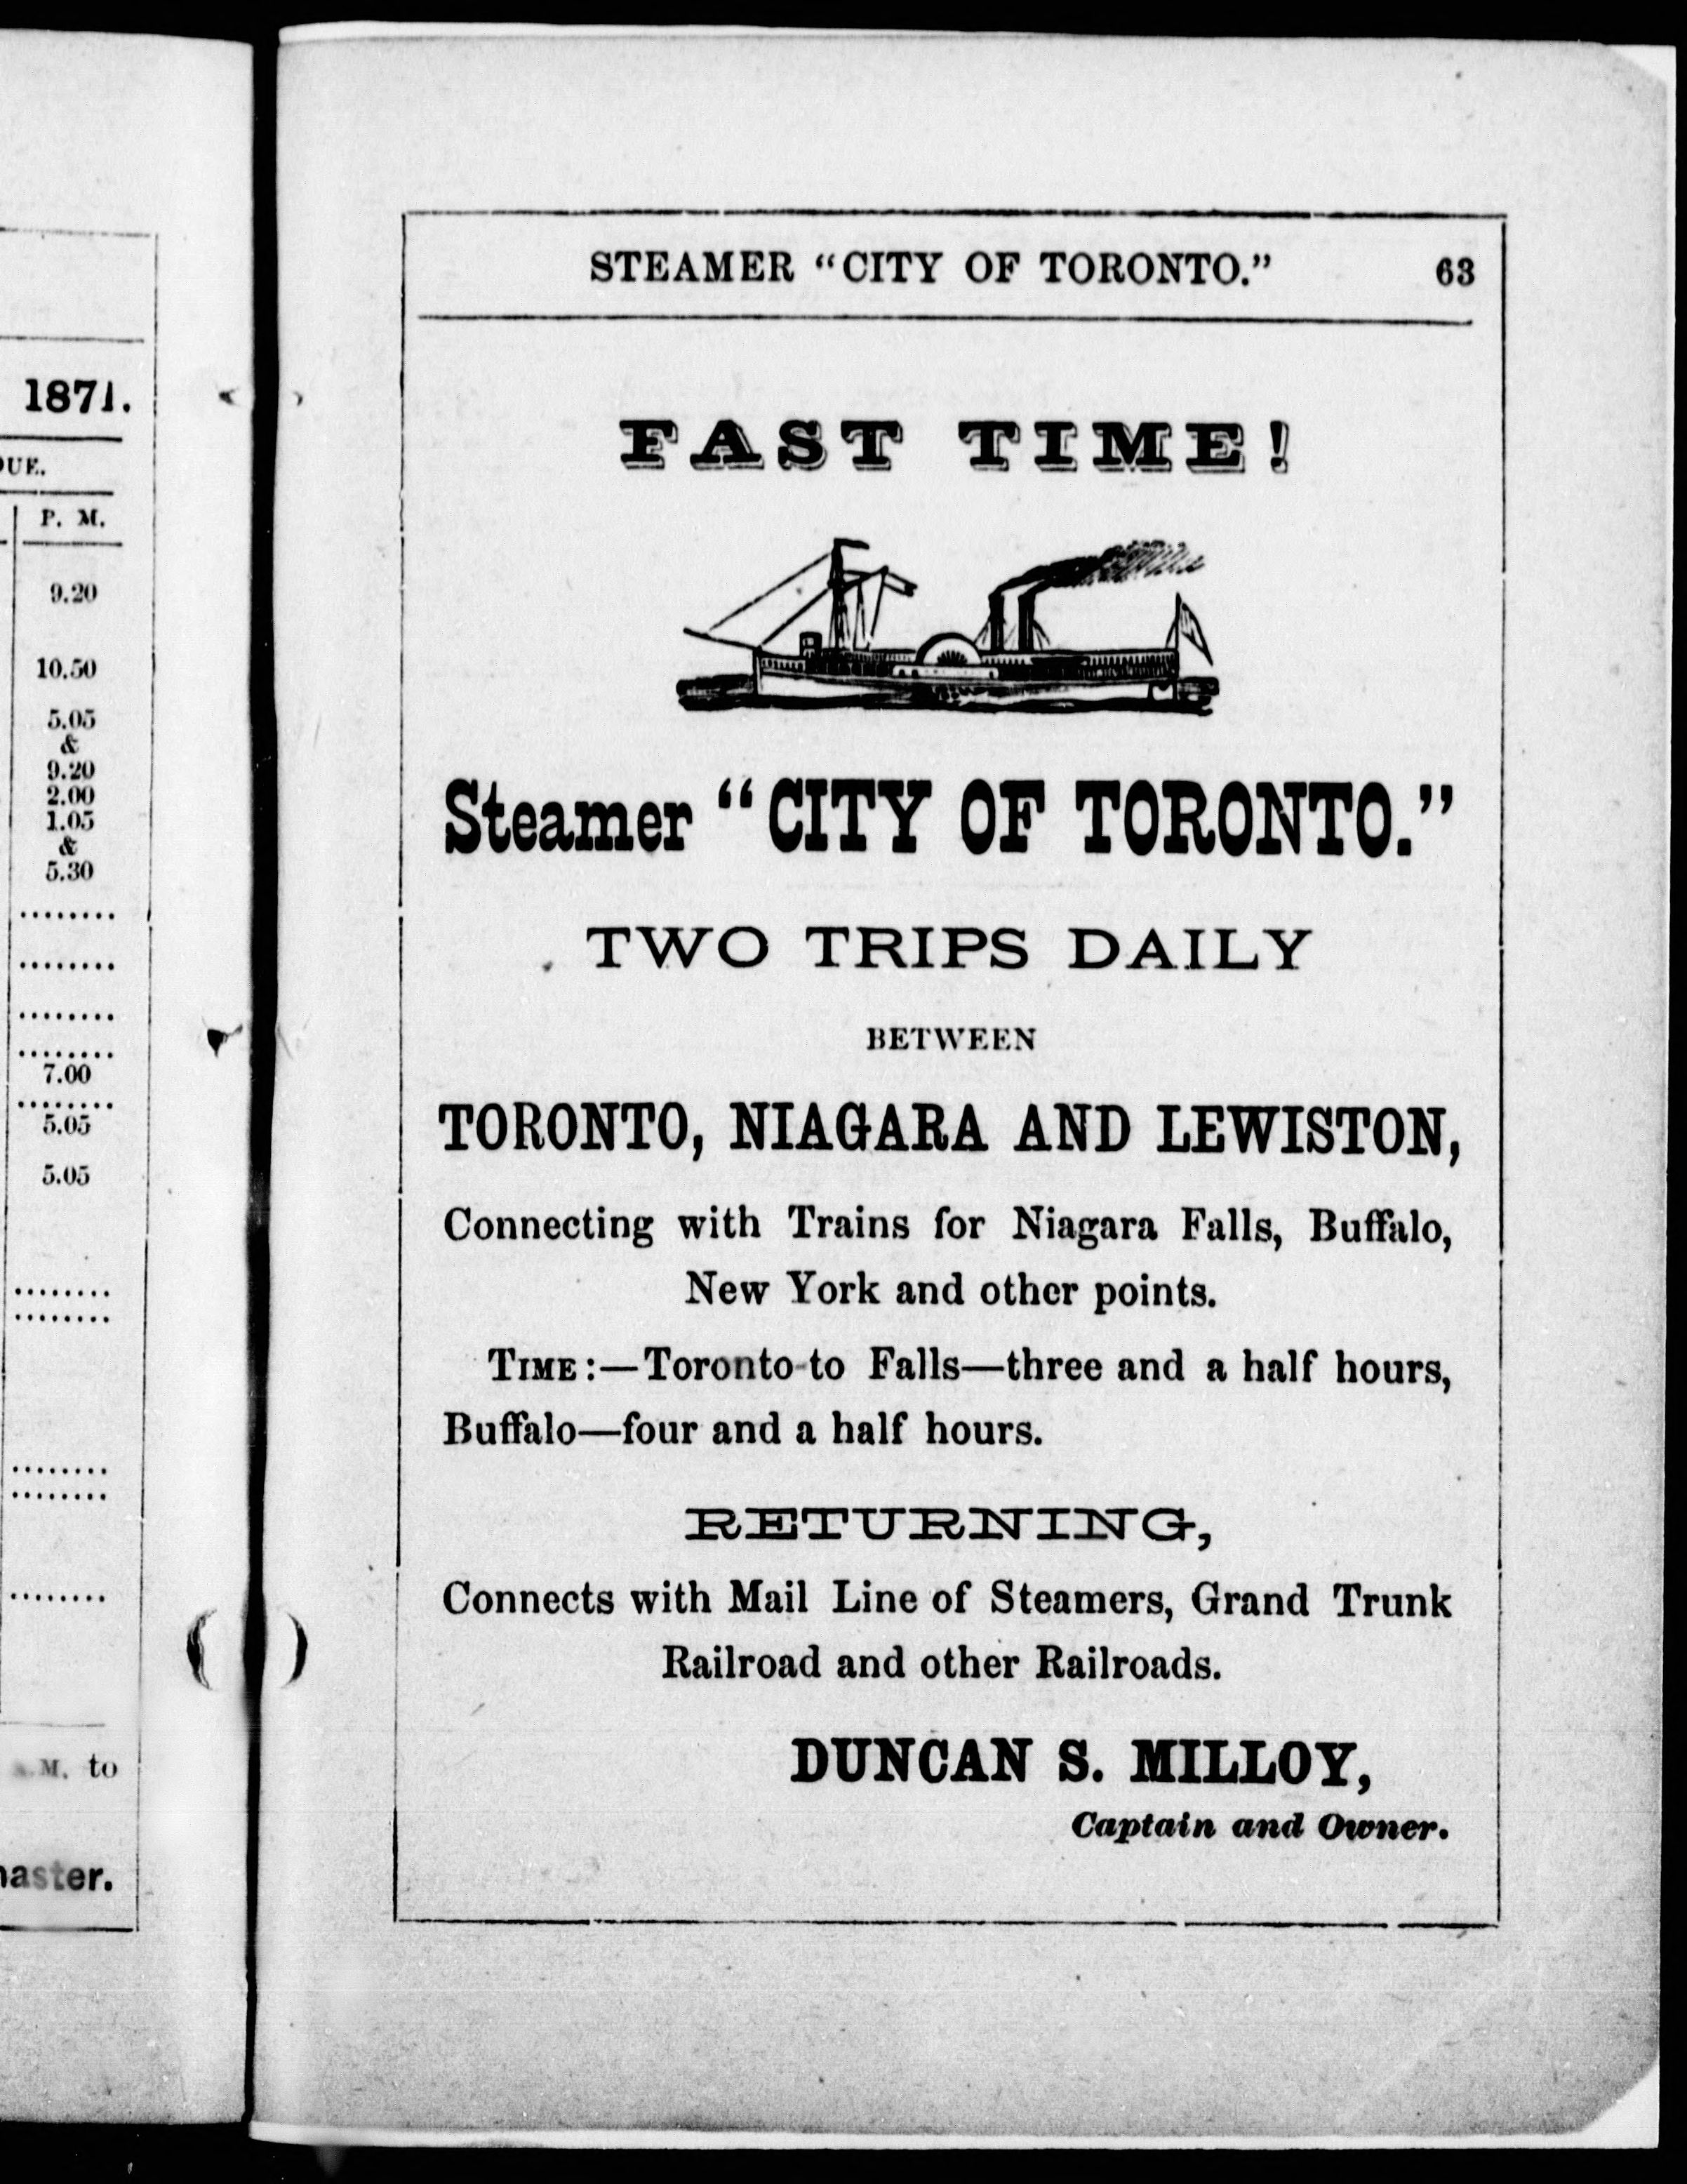 1871.
P. M.
9.20
10.50
5.05
&
9.20
2.00
1.05
&
5.30
........
........
........
........
7.00
........
5.05
5.05
........
........
........
........
........
M. to
STEAMER "CITY OF TORONTO." 63
FAST TIME!
Steamer "CITY OF TORONTO."
TWO TRIPS DAILY
BETWEEN
TORONTO, NIAGARA AND LEWISTON,
Connecting with Trains for Niagara Falls, Buffalo,
New York and other points.
TIME:—Toronto to Falls—three and a half hours,
Buffalo—four and a half hours.
RETURNING,
Connects with Mail Line of Steamers, Grand Trunk
Railroad and other Railroads.
DUNCAN S. MILLOY,
Captain and Owner.